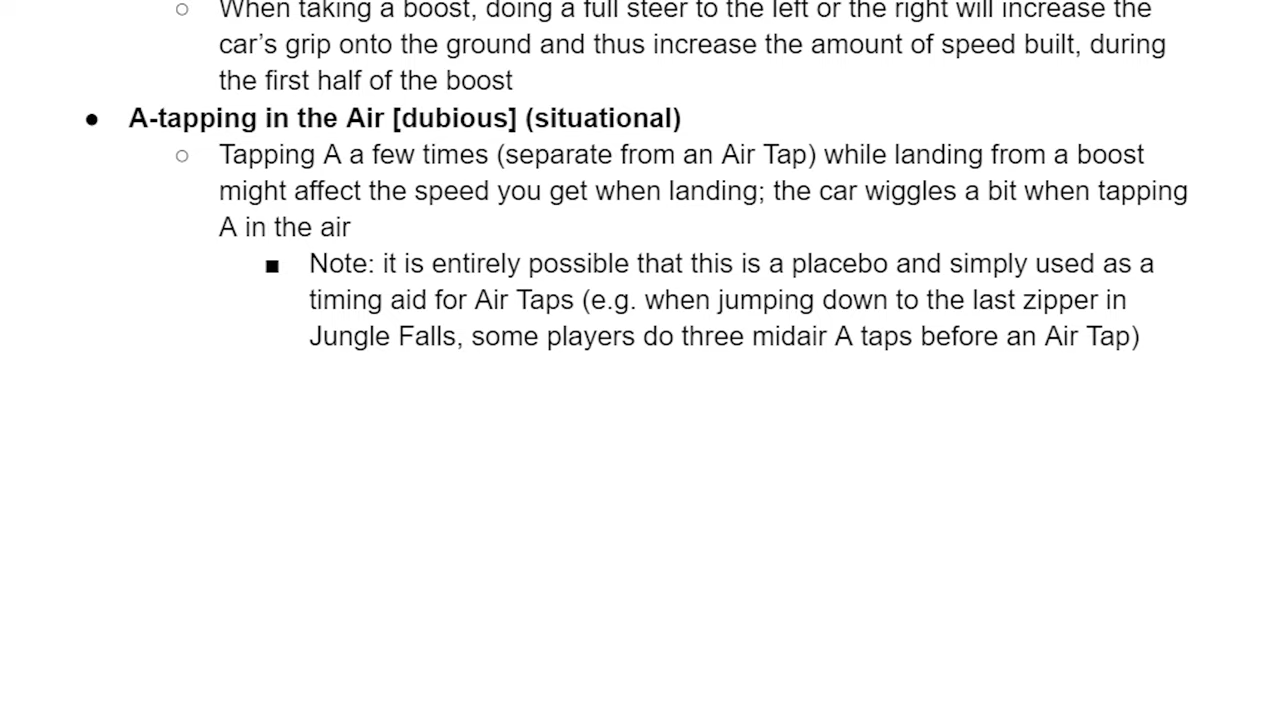 ○ When taking a boost, doing a full steer to the left or the right will increase the
car’s grip onto the ground and thus increase the amount of speed built, during
the first half of the boost
● A-tapping in the Air [dubious] (situational)
○ Tapping A a few times (separate from an Air Tap) while landing from a boost
might affect the speed you get when landing; the car wiggles a bit when tapping
A in the air
■ Note: it is entirely possible that this is a placebo and simply used as a
timing aid for Air Taps (e.g. when jumping down to the last zipper in
Jungle Falls, some players do three midair A taps before an Air Tap)